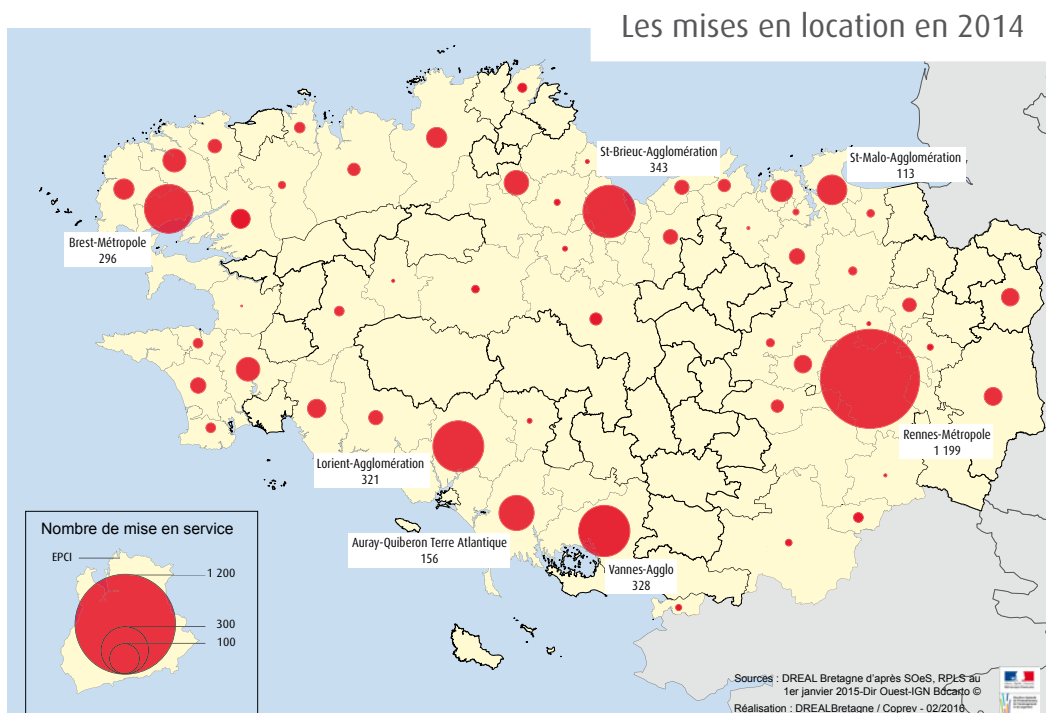 Les mises en location en 2014
St-Brieuc-Agglomération
343
St-Malo-Agglomération
113
Brest-Métropole
296
Rennes-Métropole
1 199
Lorient-Agglomération
321
Auray-Quiberon Terre Atlantique
156
Vannes-Agglo
328
Nombre de mise en service
EPCI
1 200
300
100
Sources : DREAL Bretagne d'après SOeS, RPLS au
1er janvier 2015-Dir Ouest-IGN Bdcarto ©
Réalisation : DREALBretagne / Coprev - 02/2016